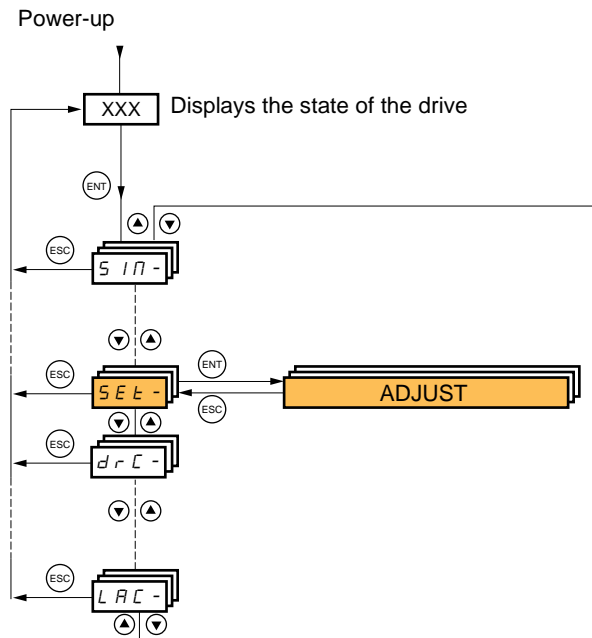 Power-up
XXX Displays the state of the drive
ENT
ESC
SIM-
ENT
ESC
SEt - ADJUST
ESC
ESC
drC -
ESC
LAC -